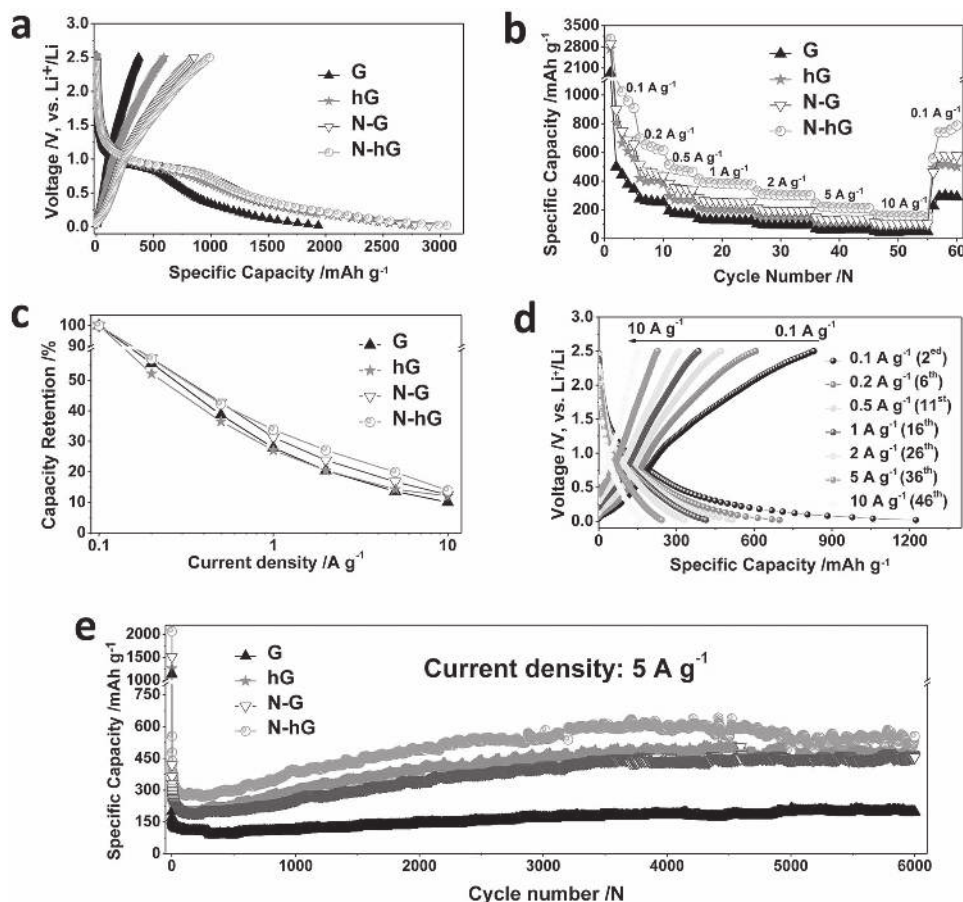 a
Voltage /V, vs. Li⁺/Li
3.0
2.5
2.0
1.5
1.0
0.5
0.0
G
hG
N-G
N-hG
0 500 1000 1500 2000 2500 3000
Specific Capacity /mAh g⁻¹
b
Specific Capacity /mAh g⁻¹
3500
2800
2100
800
600
400
200
0
G
hG
N-G
N-hG
0.1 A g⁻¹
0.2 A g⁻¹
0.5 A g⁻¹
1 A g⁻¹
2 A g⁻¹
5 A g⁻¹
10 A g⁻¹
0.1 A g⁻¹
0 10 20 30 40 50 60
Cycle Number /N
c
Capacity Retention /%
100
90
50
40
30
20
10
0
G
hG
N-G
N-hG
0.1 1 10
Current density /A g⁻¹
d
Voltage /V, vs. Li⁺/Li
3.0
2.5
2.0
1.5
1.0
0.5
0.0
10 A g⁻¹ 0.1 A g⁻¹
0.1 A g⁻¹ (2ᵉᵈ)
0.2 A g⁻¹ (6ᵗʰ)
0.5 A g⁻¹ (11ˢᵗ)
1 A g⁻¹ (16ᵗʰ)
2 A g⁻¹ (26ᵗʰ)
5 A g⁻¹ (36ᵗʰ)
10 A g⁻¹ (46ᵗʰ)
0 300 600 900 1200
Specific Capacity /mAh g⁻¹
e
Specific Capacity /mAh g⁻¹
2000
1500
1000
750
600
450
300
150
0
G
hG
N-G
N-hG
Current density: 5 A g⁻¹
0 1000 2000 3000 4000 5000 6000
Cycle number /N